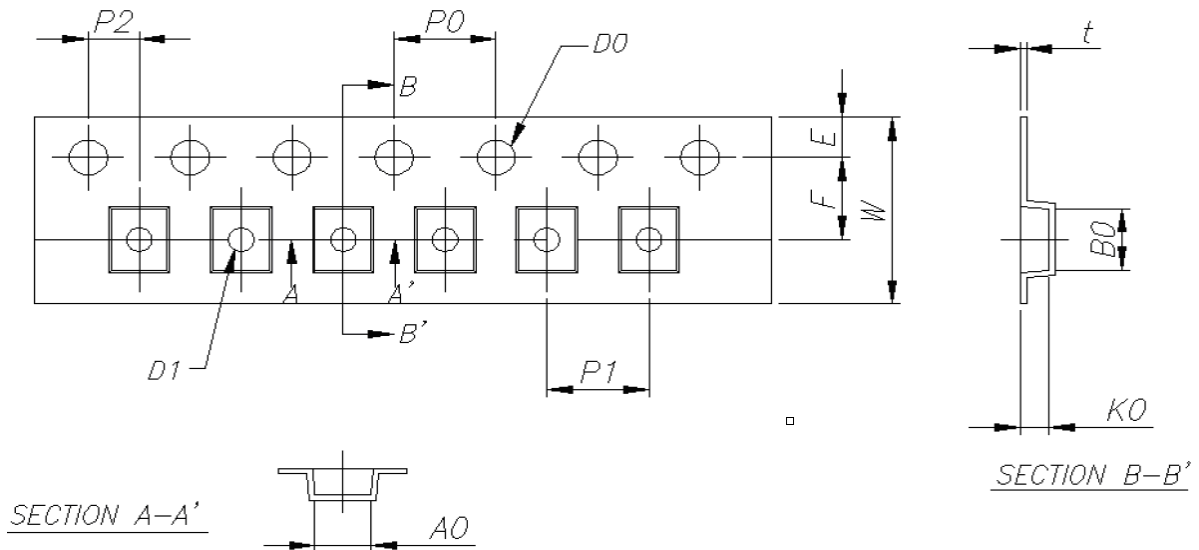 P2
P0
D0
t
B
E
F
W
B0
A
A'
B'
D1
P1
K0
SECTION B-B'
SECTION A-A'
A0